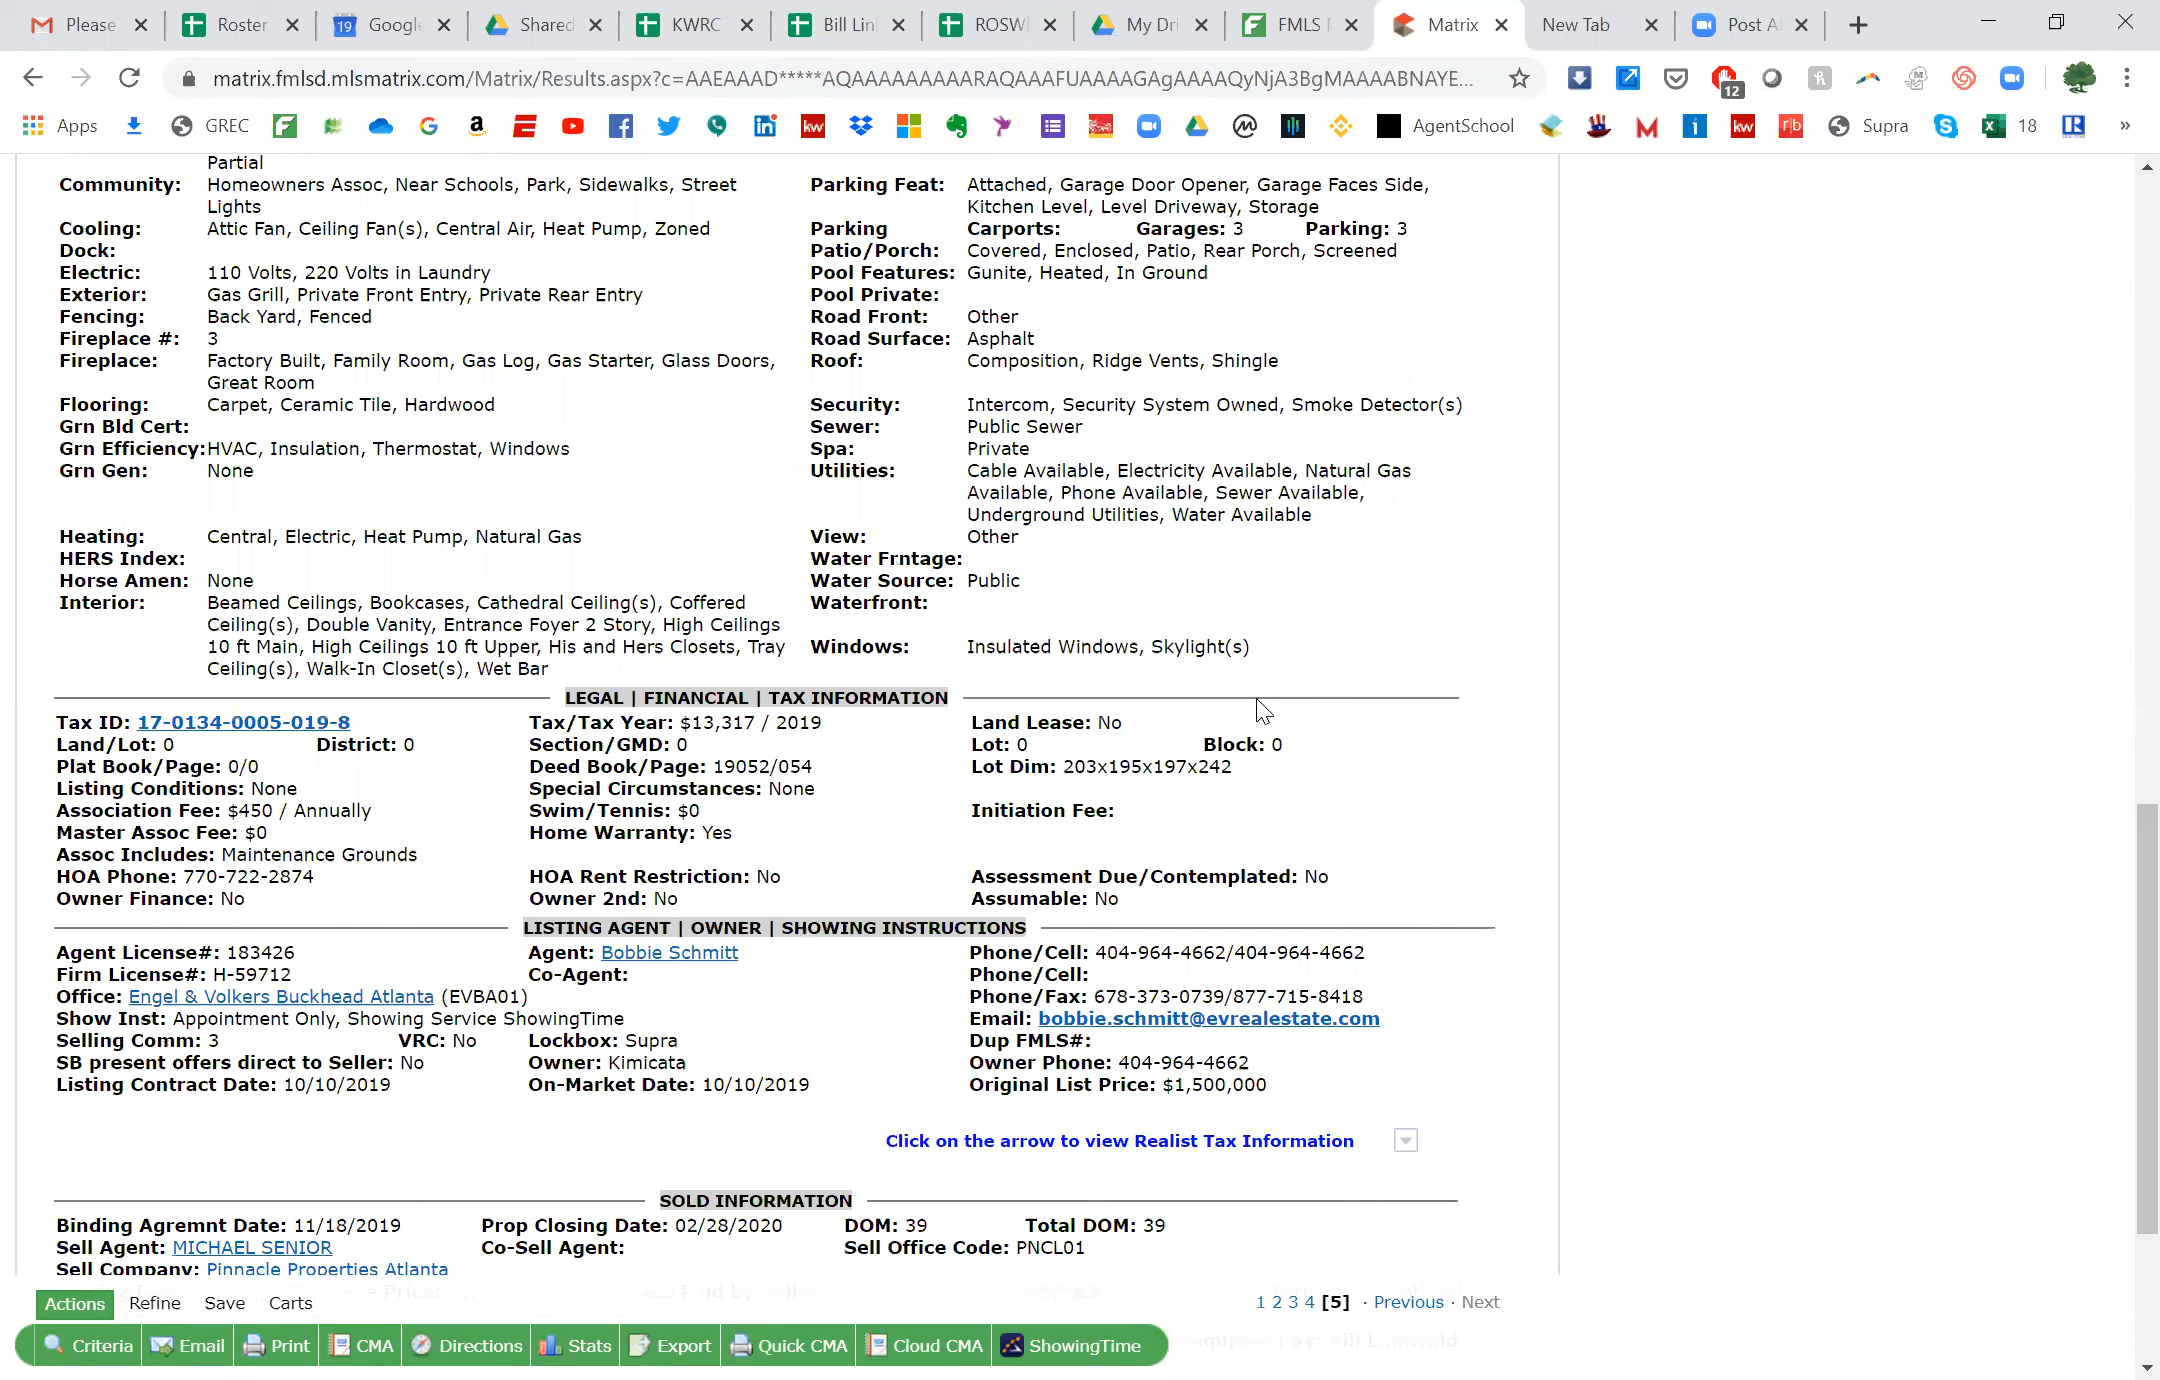 Please
Roster
Google
Shared
KWRC
Bill Lin
ROSW
My Dri
FMLS
Matrix
New Tab
Post A
matrix.fmlsd.mlsmatrix.com/Matrix/Results.aspx?c=AAEAAAD*****AQAAAAAAAAARAQAAAFUAAAAGAgAAAAQyNjA3BgMAAAABNAYE...
12
Apps
GREC
AgentSchool
Supra
18
Partial
Community: Homeowners Assoc, Near Schools, Park, Sidewalks, Street Parking Feat: Attached, Garage Door Opener, Garage Faces Side,
Lights Kitchen Level, Level Driveway, Storage
Cooling: Attic Fan, Ceiling Fan(s), Central Air, Heat Pump, Zoned Parking Carports: Garages: 3 Parking: 3
Dock: Patio/Porch: Covered, Enclosed, Patio, Rear Porch, Screened
Electric: 110 Volts, 220 Volts in Laundry Pool Features: Gunite, Heated, In Ground
Exterior: Gas Grill, Private Front Entry, Private Rear Entry Pool Private:
Fencing: Back Yard, Fenced Road Front: Other
Fireplace #: 3 Road Surface: Asphalt
Fireplace: Factory Built, Family Room, Gas Log, Gas Starter, Glass Doors, Roof: Composition, Ridge Vents, Shingle
Great Room
Flooring: Carpet, Ceramic Tile, Hardwood Security: Intercom, Security System Owned, Smoke Detector(s)
Grn Bld Cert: Sewer: Public Sewer
Grn Efficiency:HVAC, Insulation, Thermostat, Windows Spa: Private
Grn Gen: None Utilities: Cable Available, Electricity Available, Natural Gas
Available, Phone Available, Sewer Available,
Underground Utilities, Water Available
Heating: Central, Electric, Heat Pump, Natural Gas View: Other
HERS Index: Water Frntage:
Horse Amen: None Water Source: Public
Interior: Beamed Ceilings, Bookcases, Cathedral Ceiling(s), Coffered Waterfront:
Ceiling(s), Double Vanity, Entrance Foyer 2 Story, High Ceilings
10 ft Main, High Ceilings 10 ft Upper, His and Hers Closets, Tray Windows: Insulated Windows, Skylight(s)
Ceiling(s), Walk-In Closet(s), Wet Bar
LEGAL | FINANCIAL | TAX INFORMATION
Tax ID: 17-0134-0005-019-8 Tax/Tax Year: $13,317 / 2019 Land Lease: No
Land/Lot: 0 District: 0 Section/GMD: 0 Lot: 0 Block: 0
Plat Book/Page: 0/0 Deed Book/Page: 19052/054 Lot Dim: 203x195x197x242
Listing Conditions: None Special Circumstances: None
Association Fee: $450 / Annually Swim/Tennis: $0 Initiation Fee:
Master Assoc Fee: $0 Home Warranty: Yes
Assoc Includes: Maintenance Grounds
HOA Phone: 770-722-2874 HOA Rent Restriction: No Assessment Due/Contemplated: No
Owner Finance: No Owner 2nd: No Assumable: No
LISTING AGENT | OWNER | SHOWING INSTRUCTIONS
Agent License#: 183426 Agent: Bobbie Schmitt Phone/Cell: 404-964-4662/404-964-4662
Firm License#: H-59712 Co-Agent: Phone/Cell:
Office: Engel & Volkers Buckhead Atlanta (EVBA01) Phone/Fax: 678-373-0739/877-715-8418
Show Inst: Appointment Only, Showing Service ShowingTime Email: bobbie.schmitt@evrealestate.com
Selling Comm: 3 VRC: No Lockbox: Supra Dup FMLS#:
SB present offers direct to Seller: No Owner: Kimicata Owner Phone: 404-964-4662
Listing Contract Date: 10/10/2019 On-Market Date: 10/10/2019 Original List Price: $1,500,000
Click on the arrow to view Realist Tax Information
SOLD INFORMATION
Binding Agremnt Date: 11/18/2019 Prop Closing Date: 02/28/2020 DOM: 39 Total DOM: 39
Sell Agent: MICHAEL SENIOR Co-Sell Agent: Sell Office Code: PNCL01
Sell Company: Pinnacle Properties Atlanta
Actions Refine Save Carts 1 2 3 4 [5] · Previous · Next
Criteria Email Print CMA Directions Stats Export Quick CMA Cloud CMA ShowingTime